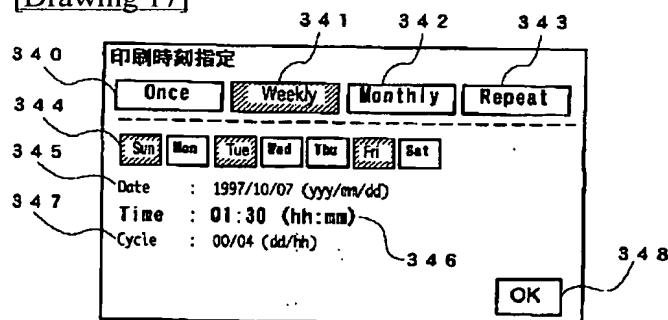 [Drawing 17]
341 342 343
340 印刷時刻指定
Once Weekly Monthly Repeat
344
Sun Mon Tue Wed Thu Fri Sat
345
Date : 1997/10/07 (yyy/mm/dd)
347 Time : 01:30 (hh:mm)
Cycle : 00/04 (dd/hh)
346
348
OK